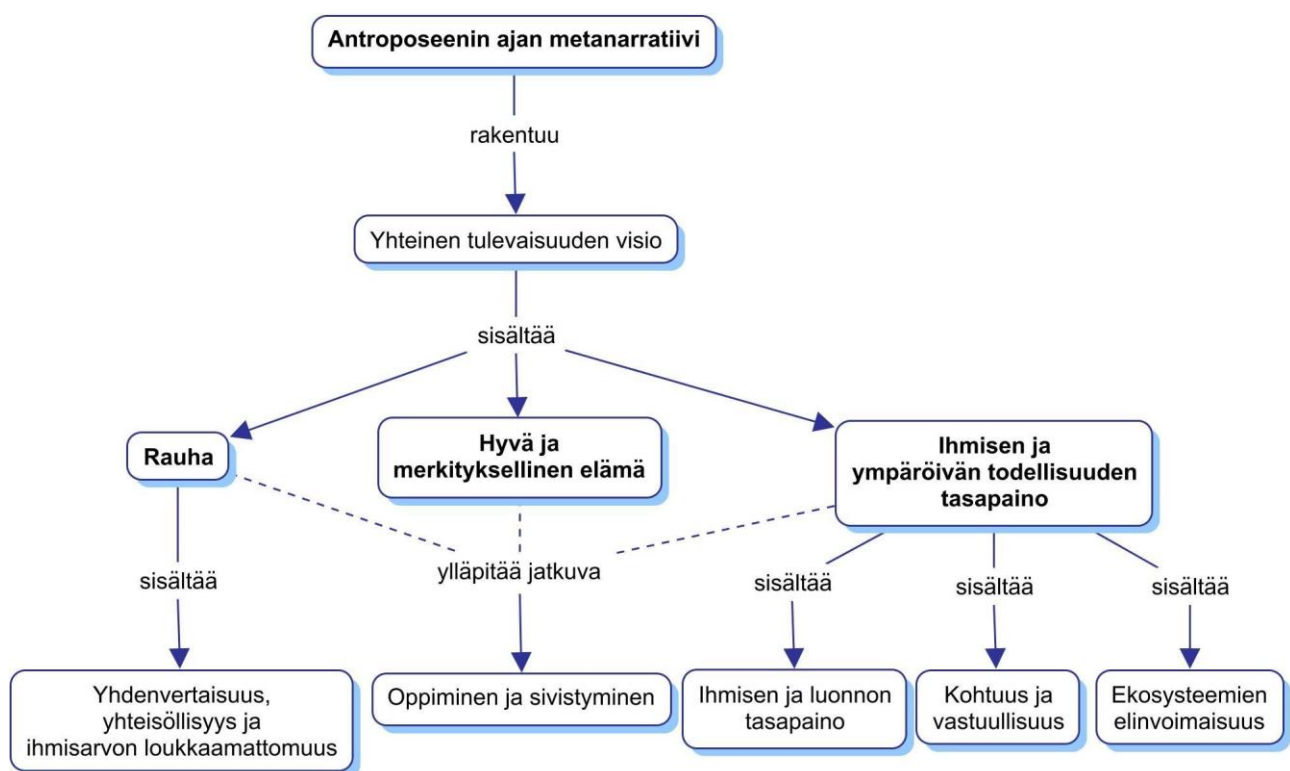 Antroposeenin ajan metanarratiivi
rakentuu
Yhteinen tulevaisuuden visio
sisältää
Rauha
Hyvä ja
merkityksellinen elämä
Ihmisen ja
ympäröivän todellisuuden
tasapaino
sisältää
ylläpitää jatkuva
sisältää
sisältää
sisältää
Yhdenvertaisuus,
yhteisöllisyys ja
ihmisarvon loukkaamattomuus
Oppiminen ja sivistyminen
Ihmisen ja luonnon
tasapaino
Kohtuus ja
vastuullisuus
Ekosysteemien
elinvoimaisuus